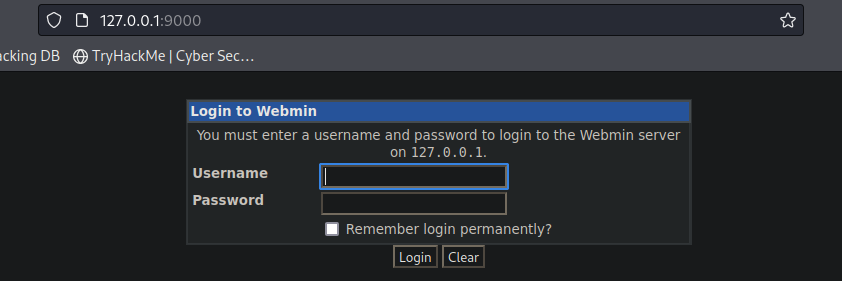 127.0.0.1:9000
acking DB TryHackMe | Cyber Sec…
Login to Webmin
You must enter a username and password to login to the Webmin server
on 127.0.0.1.
Username
Password
Remember login permanently?
Login Clear